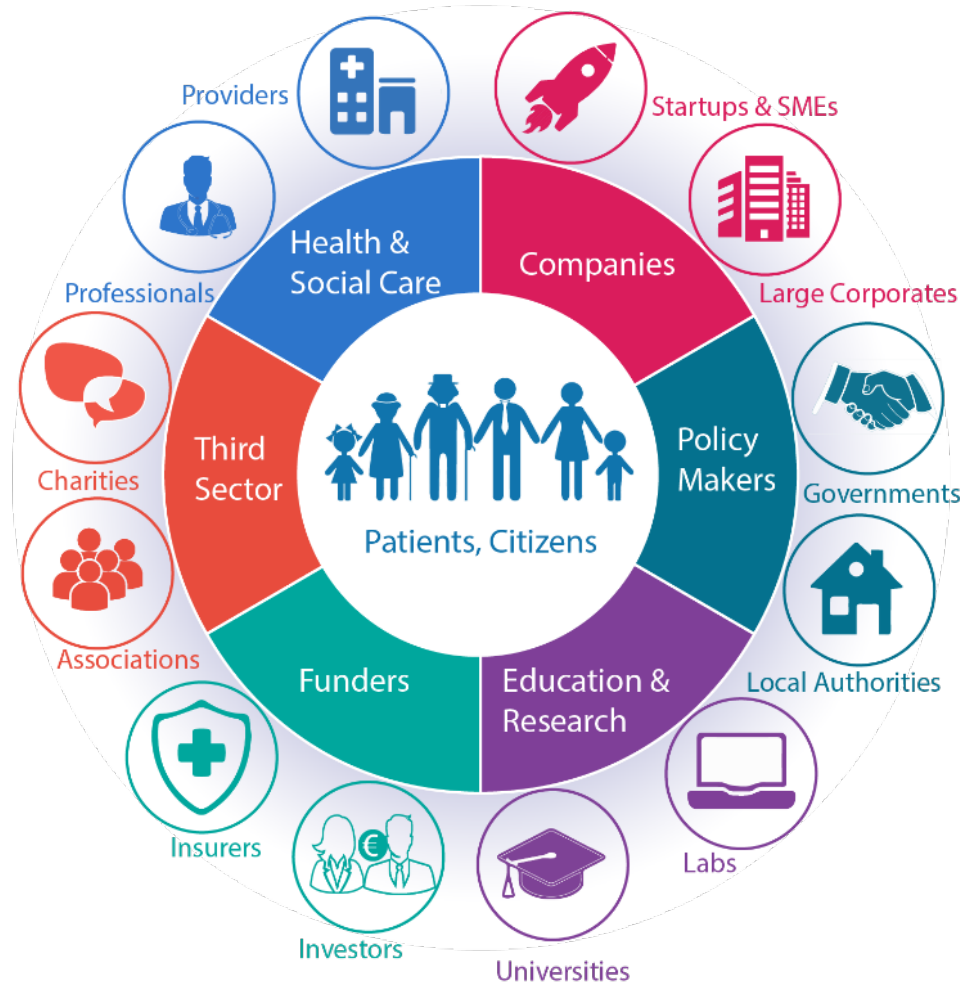 Providers
Startups & SMEs
Professionals
Health &
Social Care
Companies
Large Corporates
Charities
Third
Sector
Policy
Makers
Governments
Patients, Citizens
Associations
Funders
Education &
Research
Local Authorities
Insurers
€
Labs
Investors
Universities